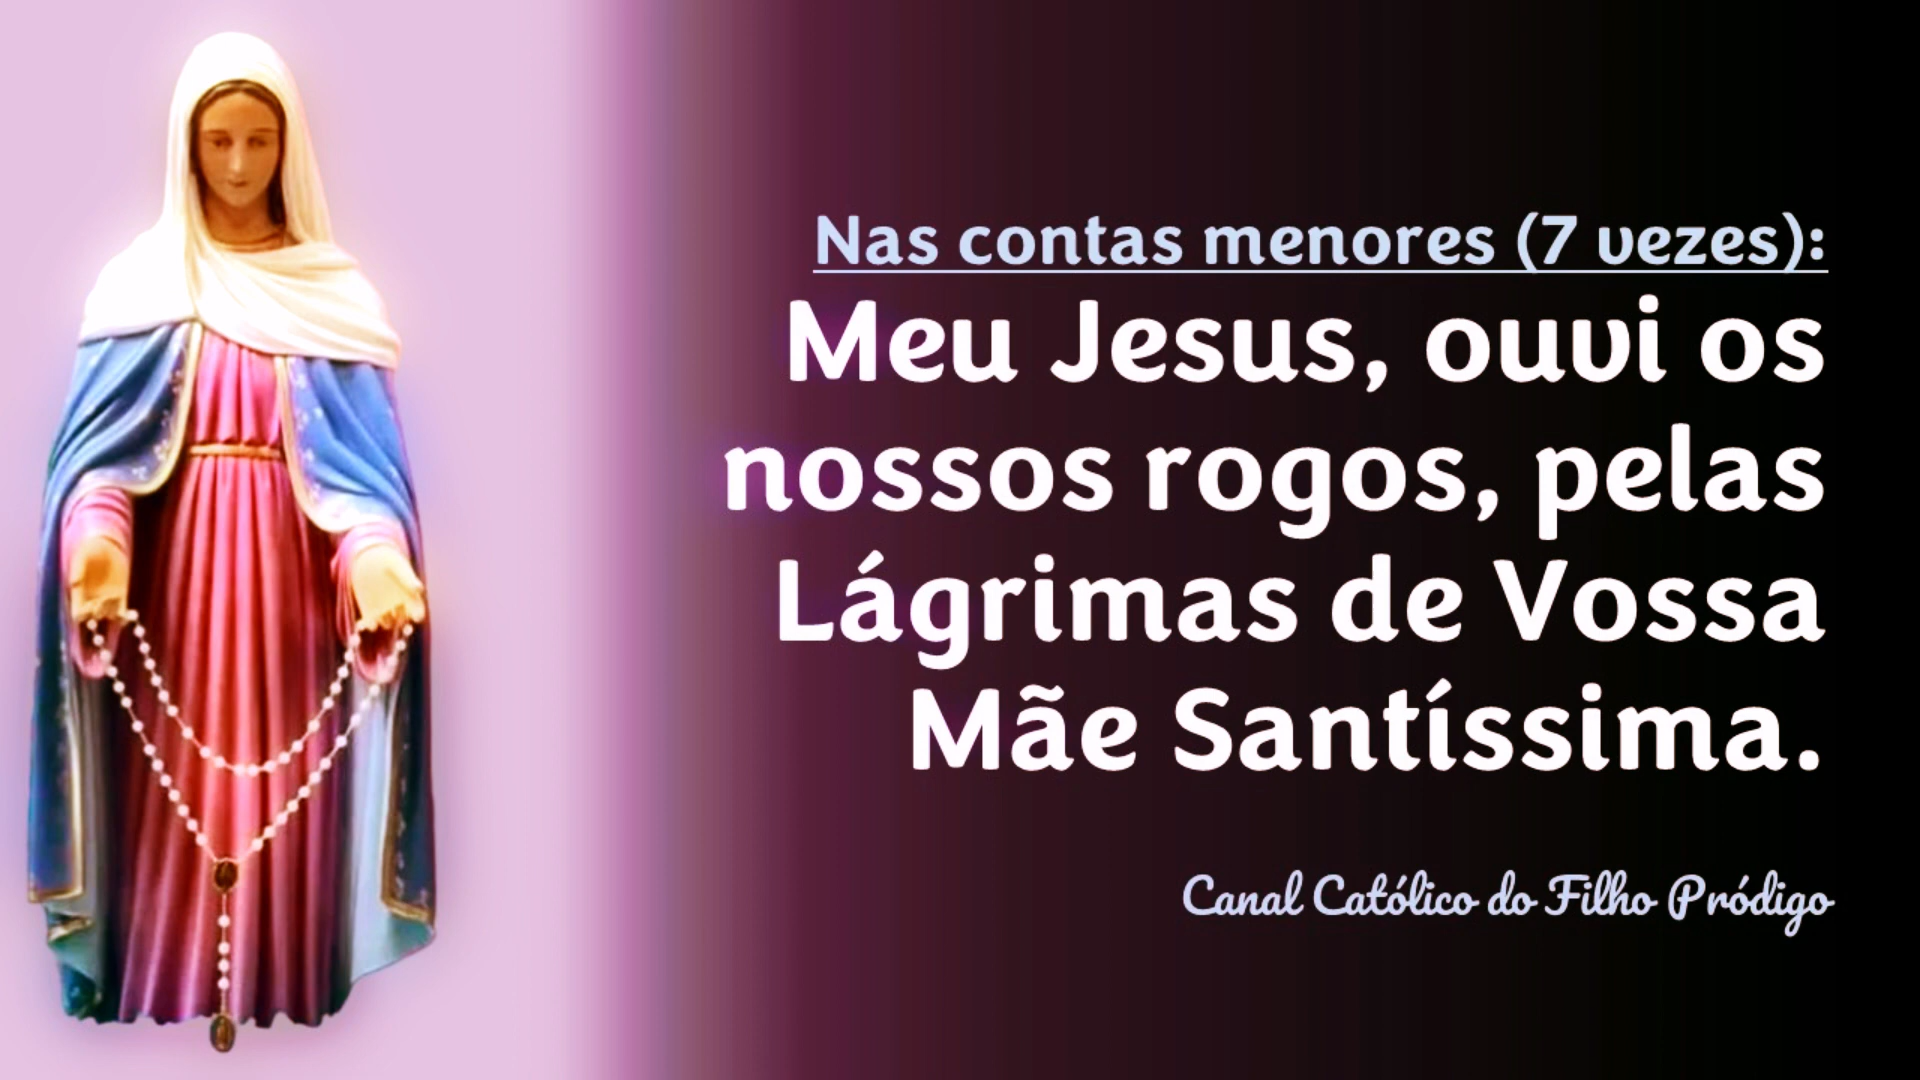 Nas contas menores (7 vezes):
Meu Jesus, ouvi os
nossos rogos, pelas
Lágrimas de Vossa
Mãe Santíssima.
Canal Católico do Filho Pródigo